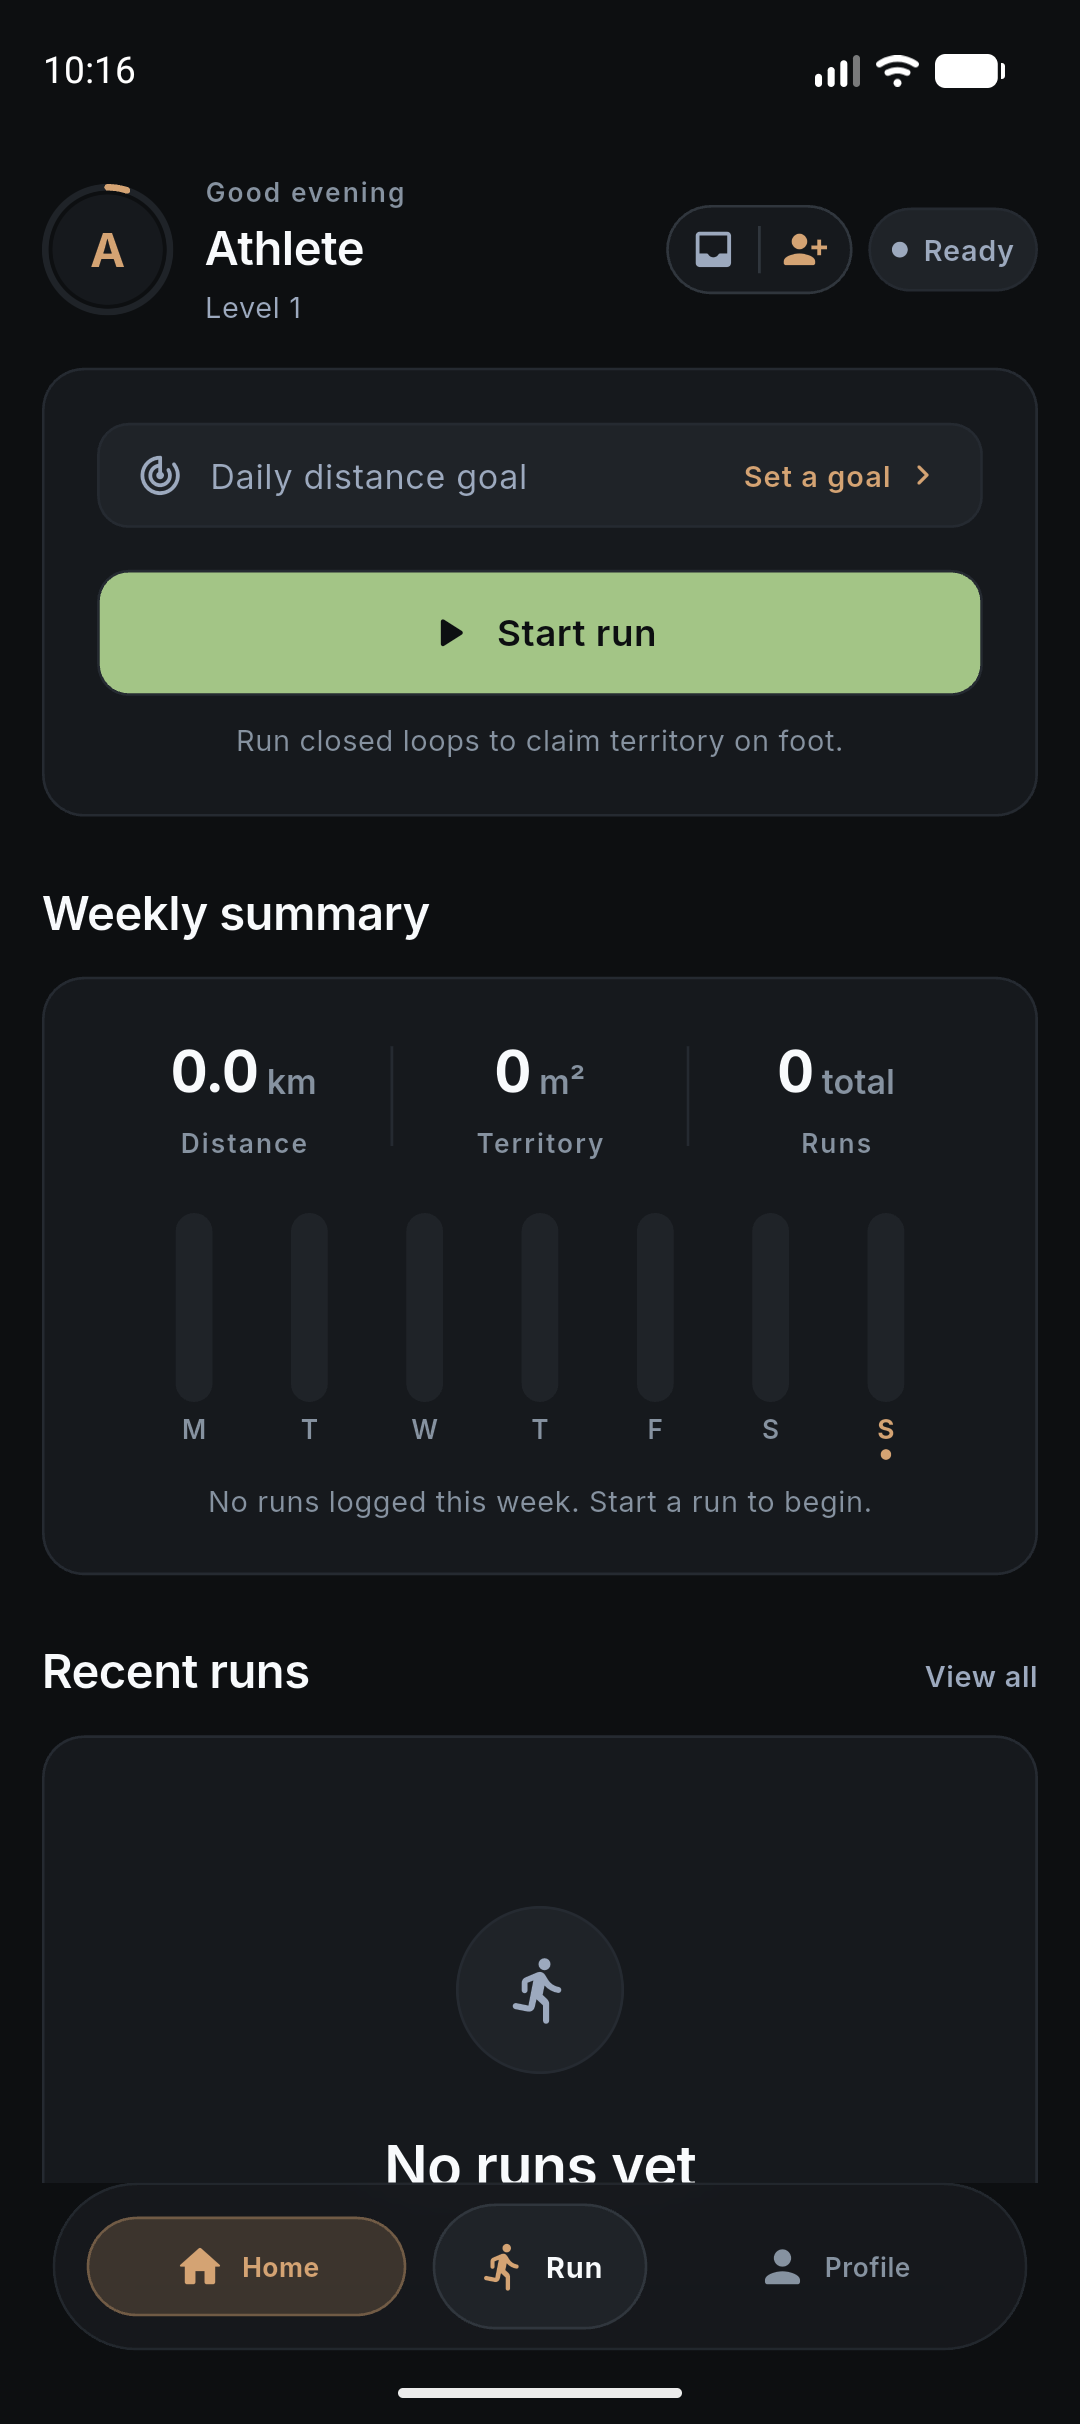 10:16
Good evening
A
Athlete
Level 1
Ready
Daily distance goal
Set a goal
Start run
Run closed loops to claim territory on foot.
Weekly summary
0.0 km
0 m²
0 total
Distance
Territory
Runs
M T W T F S S
No runs logged this week. Start a run to begin.
Recent runs
View all
No runs yet
Home
Run
Profile